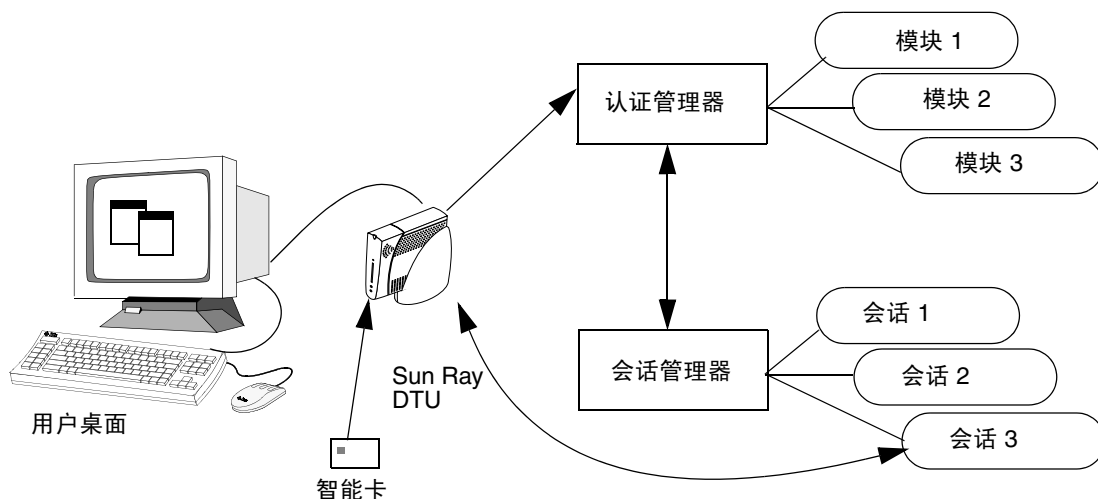 模块 1
认证管理器
模块 2
模块 3
会话 1
会话管理器
会话 2
Sun Ray
DTU
用户桌面
会话 3
智能卡